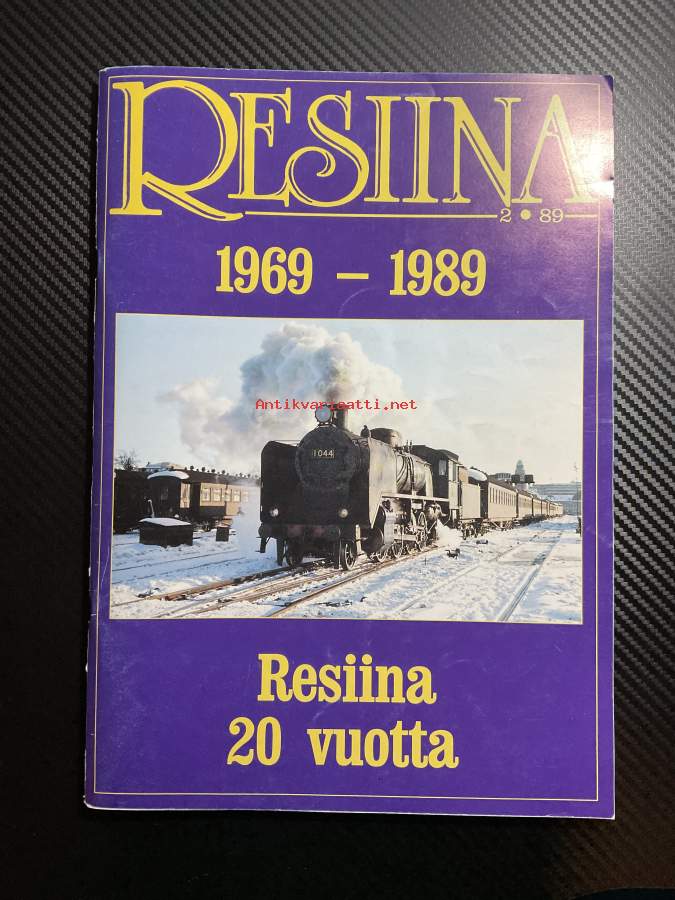 RESIINA
2 • 89
1969 – 1989
Antikvariaatti.net
1044
Resiina
20 vuotta